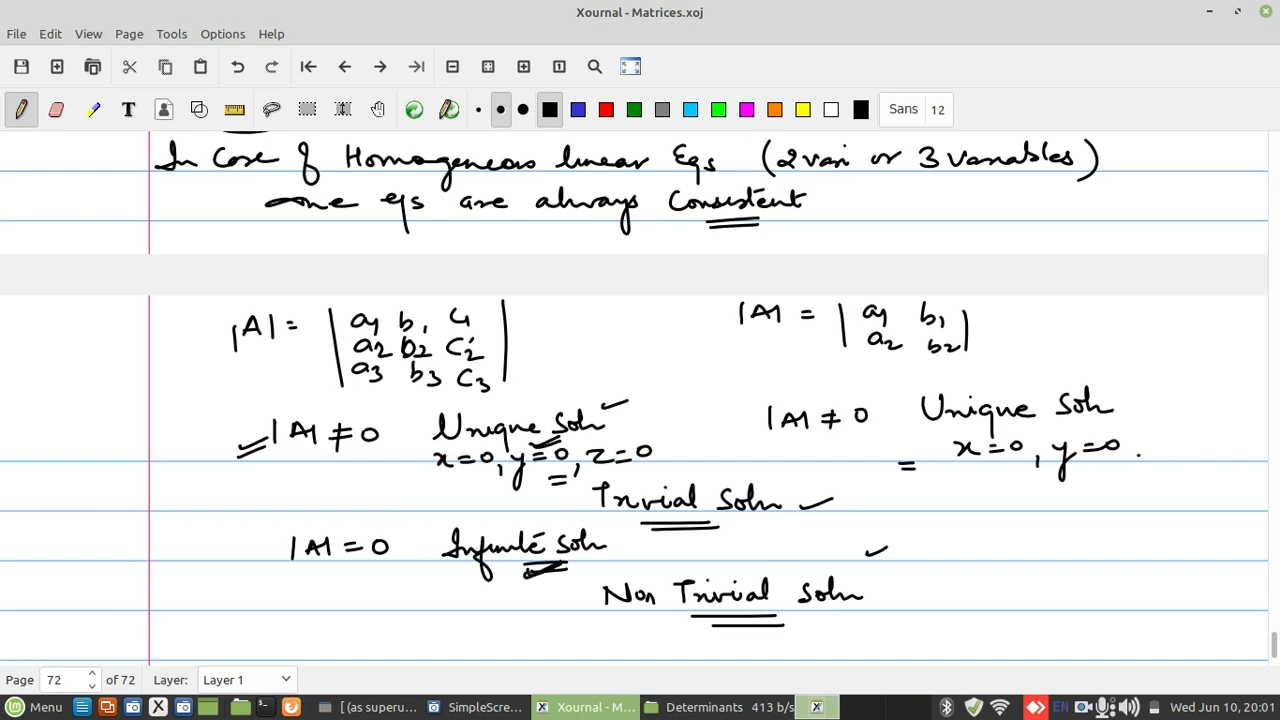 Xournal - Matrices.xoj
File Edit View Page Tools Options Help
Sans 12
In Case of Homogeneous linear Eqs (2 vari or 3 variables)
eqs are always Consistent
|A| = | a1 b1 c1 |
| a2 b2 c2 |
| a3 b3 c3 |
|A| = | a1 b1 |
| a2 b2 |
|A| ≠ 0 Unique Soln
x=0, y=0, z=0
|A| ≠ 0 Unique Soln
= x=0, y=0.
Trivial Soln
|A| = 0 Infinite Soln
Non Trivial Soln
Page 72 of 72 Layer: Layer 1
Menu [ (as superu... SimpleScre... Xournal - M... Determinants 413 b/s EN Wed Jun 10, 20:01